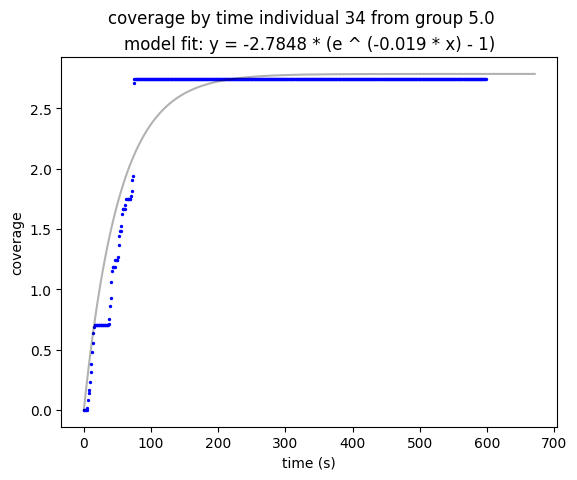 coverage by time individual 34 from group 5.0
model fit: y = -2.7848 * (e ^ (-0.019 * x) - 1)
2.5
2.0
1.5
1.0
0.5
0.0
coverage
0 100 200 300 400 500 600 700
time (s)